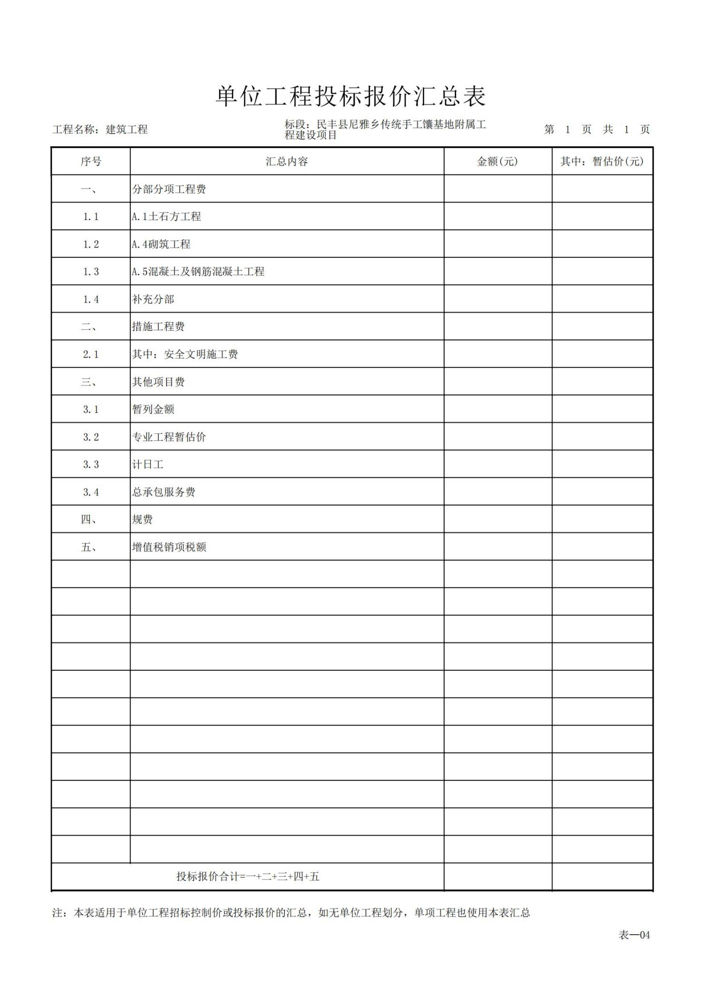 单位工程投标报价汇总表
工程名称：建筑工程
标段：民丰县尼雅乡传统手工馕基地附属工
程建设项目
第 1 页 共 1 页
序号 汇总内容 金额(元) 其中：暂估价(元)
一、 分部分项工程费
1.1 A.1土石方工程
1.2 A.4砌筑工程
1.3 A.5混凝土及钢筋混凝土工程
1.4 补充分部
二、 措施工程费
2.1 其中：安全文明施工费
三、 其他项目费
3.1 暂列金额
3.2 专业工程暂估价
3.3 计日工
3.4 总承包服务费
四、 规费
五、 增值税销项税额
投标报价合计=一+二+三+四+五
注：本表适用于单位工程招标控制价或投标报价的汇总，如无单位工程划分，单项工程也使用本表汇总
表—04